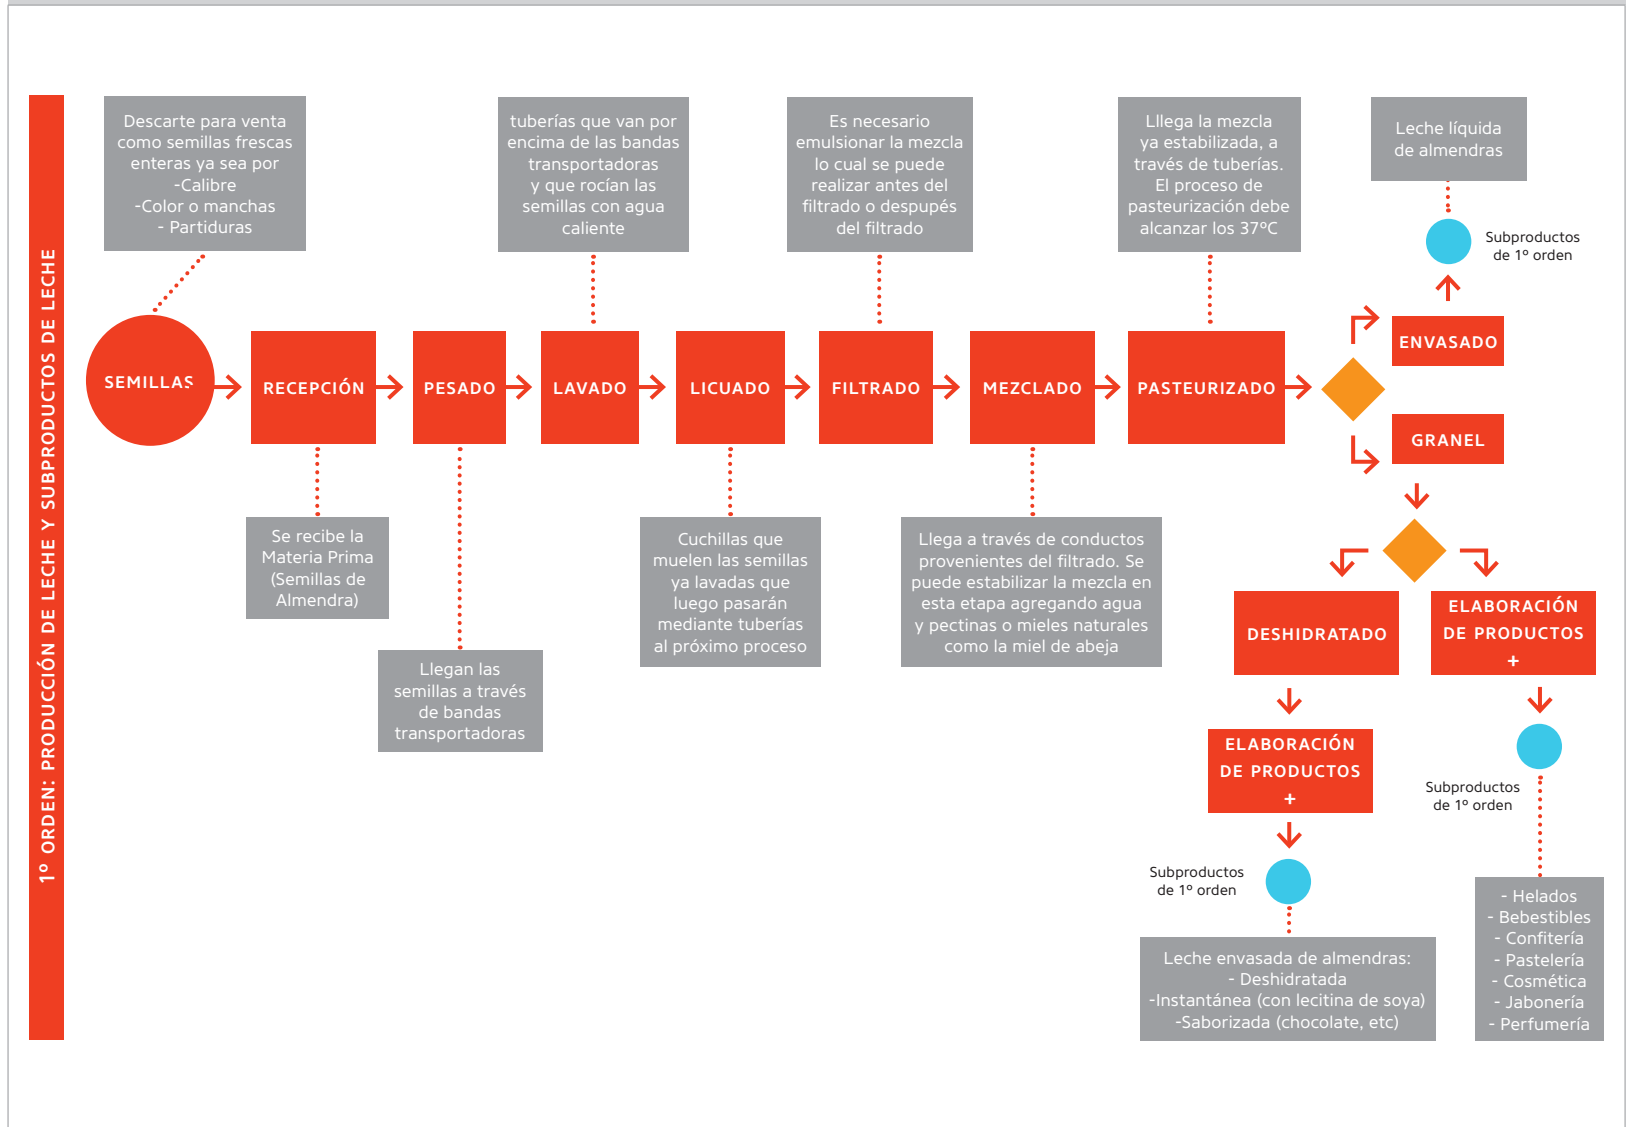 1º ORDEN: PRODUCCIÓN DE LECHE Y SUBPRODUCTOS DE LECHE
Descarte para venta
como semillas frescas
enteras ya sea por
-Calibre
-Color o manchas
- Partiduras
tuberías que van por
encima de las bandas
transportadoras
y que rocían las
semillas con agua
caliente
Es necesario
emulsionar la mezcla
lo cual se puede
realizar antes del
filtrado o despupés
del filtrado
Lllega la mezcla
ya estabilizada, a
través de tuberías.
El proceso de
pasteurización debe
alcanzar los 37ºC
Leche líquida
de almendras
Subproductos
de 1º orden
SEMILLAS
RECEPCIÓN
PESADO
LAVADO
LICUADO
FILTRADO
MEZCLADO
PASTEURIZADO
ENVASADO
GRANEL
Se recibe la
Materia Prima
(Semillas de
Almendra)
Llegan las
semillas a través
de bandas
transportadoras
Cuchillas que
muelen las semillas
ya lavadas que
luego pasarán
mediante tuberías
al próximo proceso
Llega a través de conductos
provenientes del filtrado. Se
puede estabilizar la mezcla en
esta etapa agregando agua
y pectinas o mieles naturales
como la miel de abeja
DESHIDRATADO
ELABORACIÓN
DE PRODUCTOS
+
ELABORACIÓN
DE PRODUCTOS
+
Subproductos
de 1º orden
Subproductos
de 1º orden
Leche envasada de almendras:
- Deshidratada
-Instantánea (con lecitina de soya)
-Saborizada (chocolate, etc)
- Helados
- Bebestibles
- Confitería
- Pastelería
- Cosmética
- Jabonería
- Perfumería